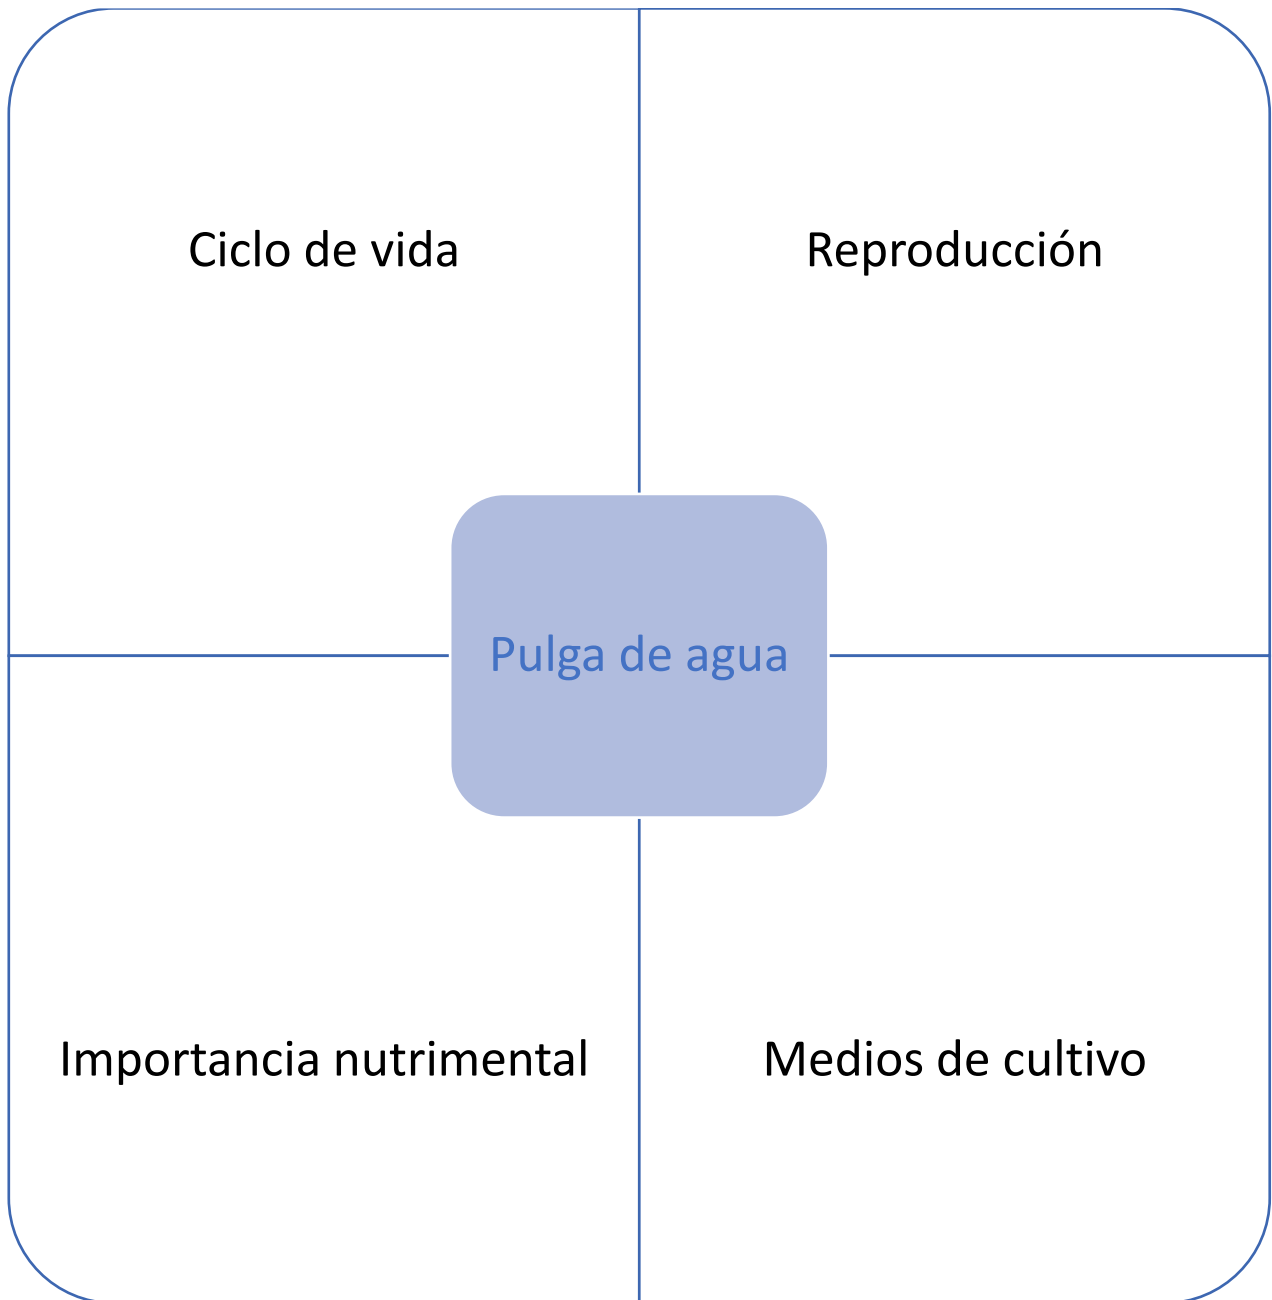 Ciclo de vida
Reproducción
Pulga de agua
Importancia nutrimental
Medios de cultivo